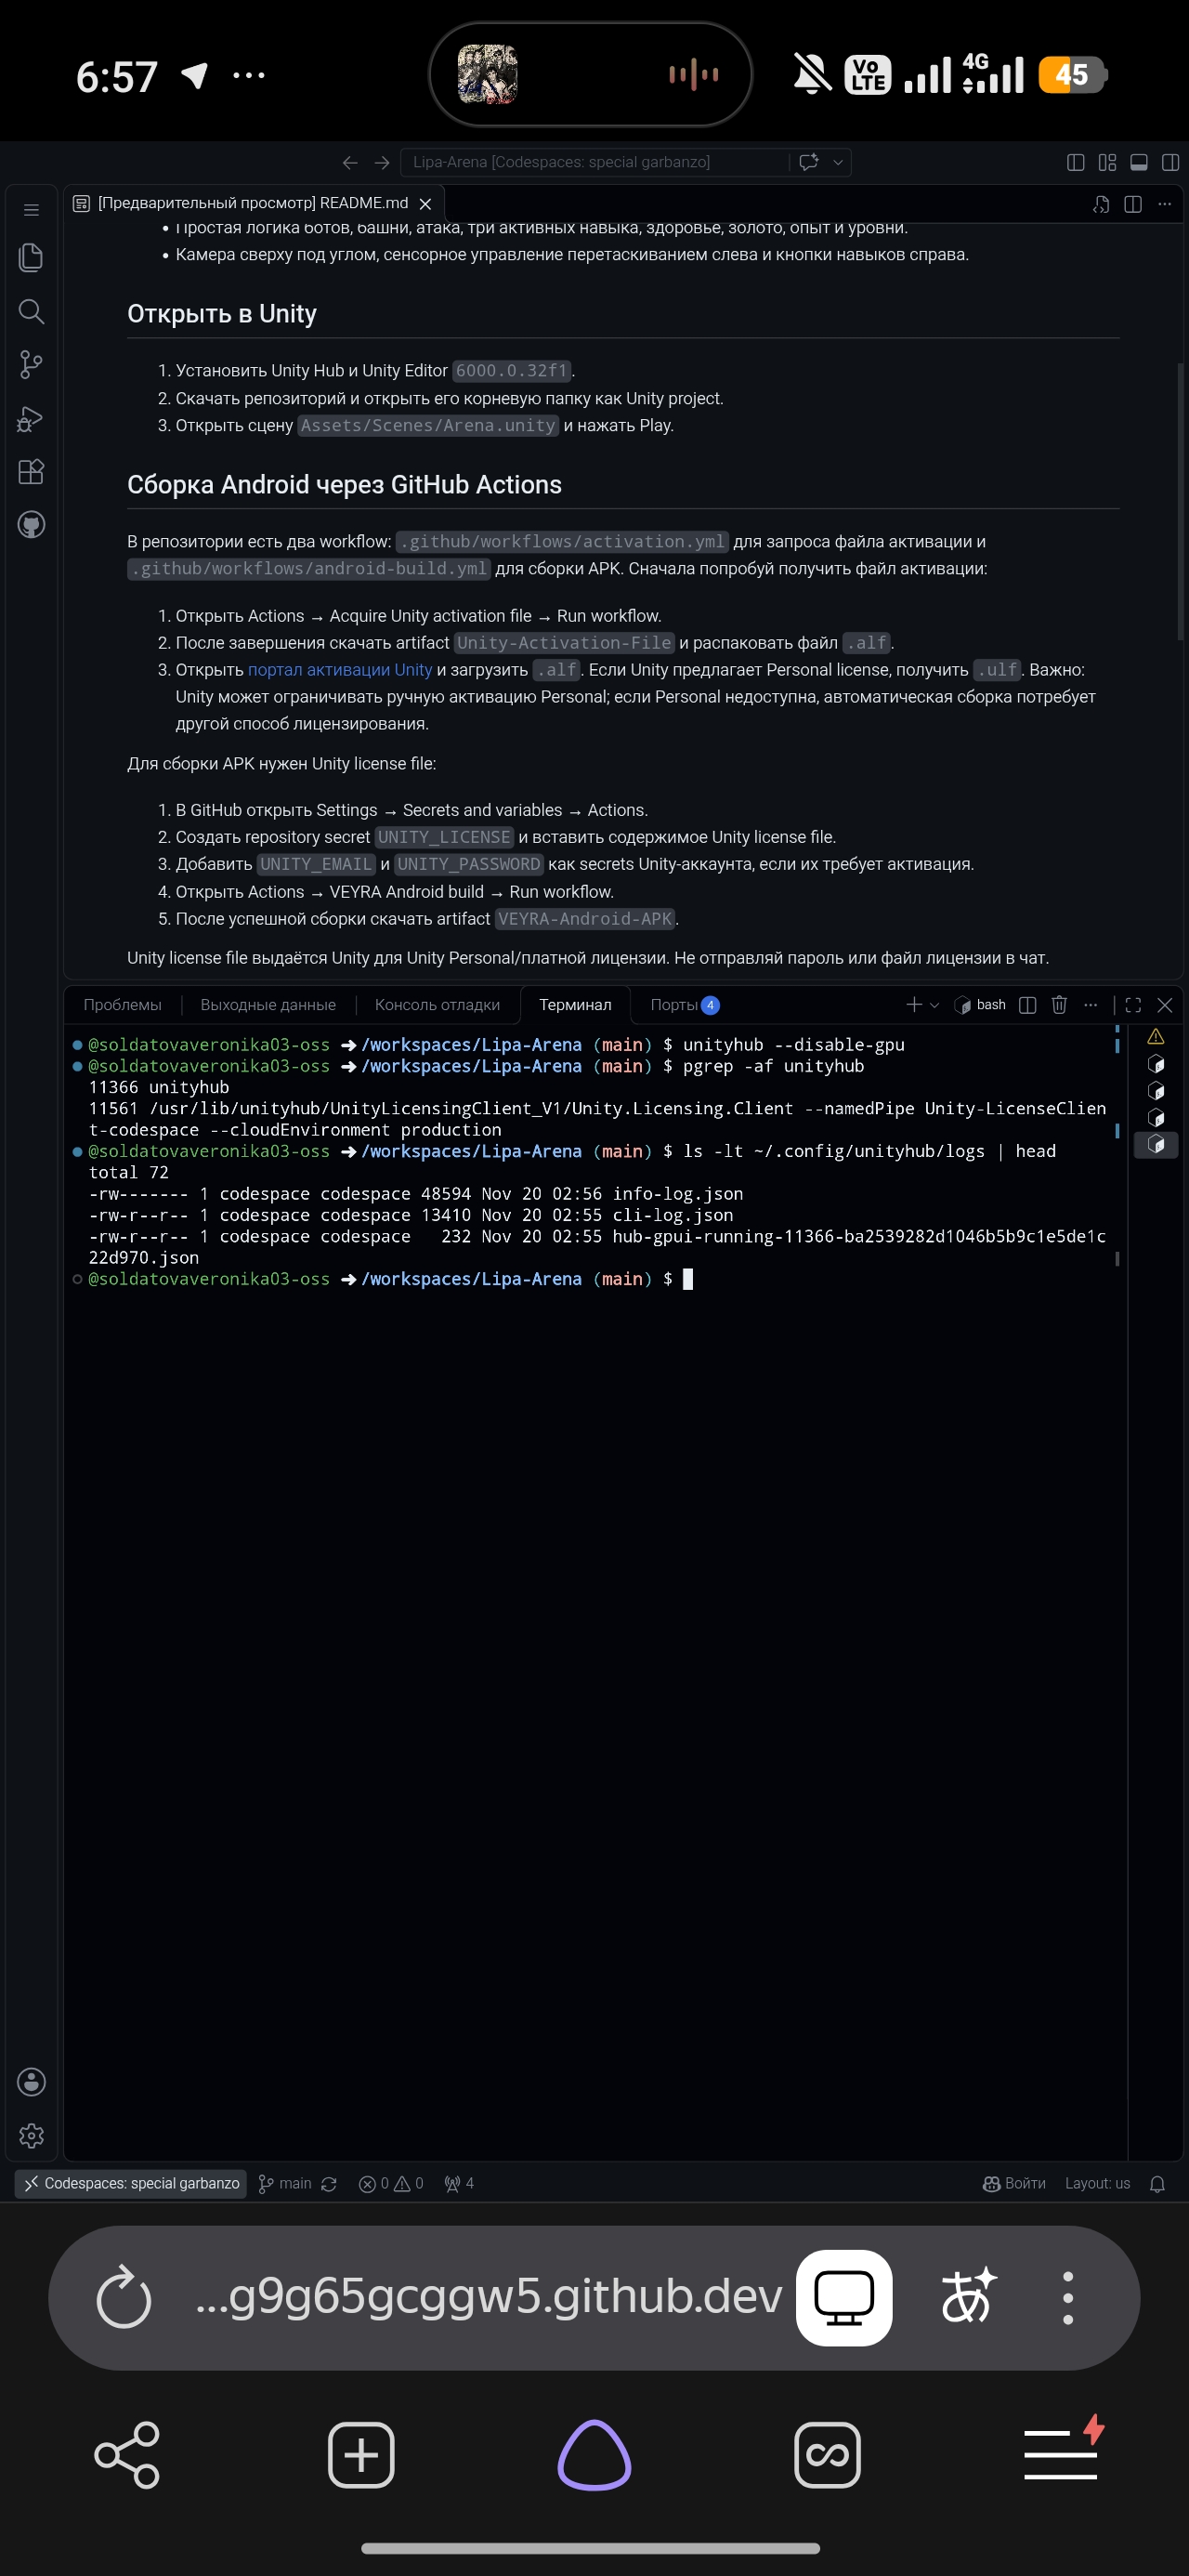 6:57
Vo LTE
4G
45
Lipa-Arena [Codespaces: special garbanzo]
[Предварительный просмотр] README.md
• Простая логика ботов, башни, атака, три активных навыка, здоровье, золото, опыт и уровни.
• Камера сверху под углом, сенсорное управление перетаскиванием слева и кнопки навыков справа.
Открыть в Unity
1. Установить Unity Hub и Unity Editor 6000.0.32f1.
2. Скачать репозиторий и открыть его корневую папку как Unity project.
3. Открыть сцену Assets/Scenes/Arena.unity и нажать Play.
Сборка Android через GitHub Actions
В репозитории есть два workflow: .github/workflows/activation.yml для запроса файла активации и
.github/workflows/android-build.yml для сборки APK. Сначала попробуй получить файл активации:
1. Открыть Actions → Acquire Unity activation file → Run workflow.
2. После завершения скачать artifact Unity-Activation-File и распаковать файл .alf.
3. Открыть портал активации Unity и загрузить .alf. Если Unity предлагает Personal license, получить .ulf. Важно:
Unity может ограничивать ручную активацию Personal; если Personal недоступна, автоматическая сборка потребует
другой способ лицензирования.
Для сборки APK нужен Unity license file:
1. В GitHub открыть Settings → Secrets and variables → Actions.
2. Создать repository secret UNITY_LICENSE и вставить содержимое Unity license file.
3. Добавить UNITY_EMAIL и UNITY_PASSWORD как secrets Unity-аккаунта, если их требует активация.
4. Открыть Actions → VEYRA Android build → Run workflow.
5. После успешной сборки скачать artifact VEYRA-Android-APK.
Unity license file выдаётся Unity для Unity Personal/платной лицензии. Не отправляй пароль или файл лицензии в чат.
Проблемы Выходные данные Консоль отладки Терминал Порты 4 bash
@soldatovaveronika03-oss ➜ /workspaces/Lipa-Arena (main) $ unityhub --disable-gpu
@soldatovaveronika03-oss ➜ /workspaces/Lipa-Arena (main) $ pgrep -af unityhub
11366 unityhub
11561 /usr/lib/unityhub/UnityLicensingClient_V1/Unity.Licensing.Client --namedPipe Unity-LicenseClien
t-codespace --cloudEnvironment production
@soldatovaveronika03-oss ➜ /workspaces/Lipa-Arena (main) $ ls -lt ~/.config/unityhub/logs | head
total 72
-rw------- 1 codespace codespace 48594 Nov 20 02:56 info-log.json
-rw-r--r-- 1 codespace codespace 13410 Nov 20 02:55 cli-log.json
-rw-r--r-- 1 codespace codespace 232 Nov 20 02:55 hub-gpui-running-11366-ba2539282d1046b5b9c1e5de1c
22d970.json
@soldatovaveronika03-oss ➜ /workspaces/Lipa-Arena (main) $
Codespaces: special garbanzo main 0 0 4 Войти Layout: us
...g9g65gcggw5.github.dev
あ